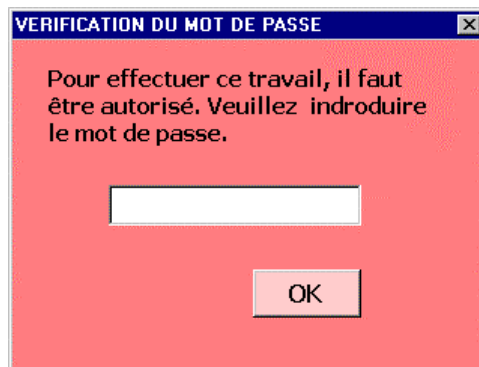 VERIFICATION DU MOT DE PASSE
Pour effectuer ce travail, il faut
être autorisé. Veuillez indroduire
le mot de passe.
OK